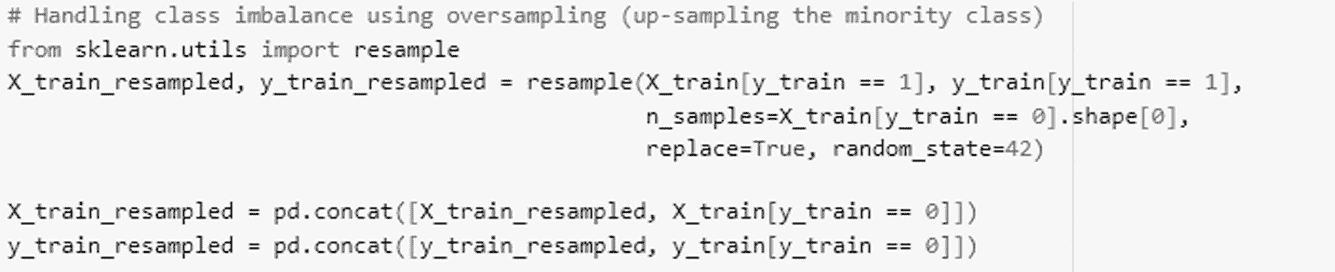 # Handling class imbalance using oversampling (up-sampling the minority class)
from sklearn.utils import resample
X_train_resampled, y_train_resampled = resample(X_train[y_train == 1], y_train[y_train == 1],
n_samples=X_train[y_train == 0].shape[0],
replace=True, random_state=42)
X_train_resampled = pd.concat([X_train_resampled, X_train[y_train == 0]])
y_train_resampled = pd.concat([y_train_resampled, y_train[y_train == 0]])